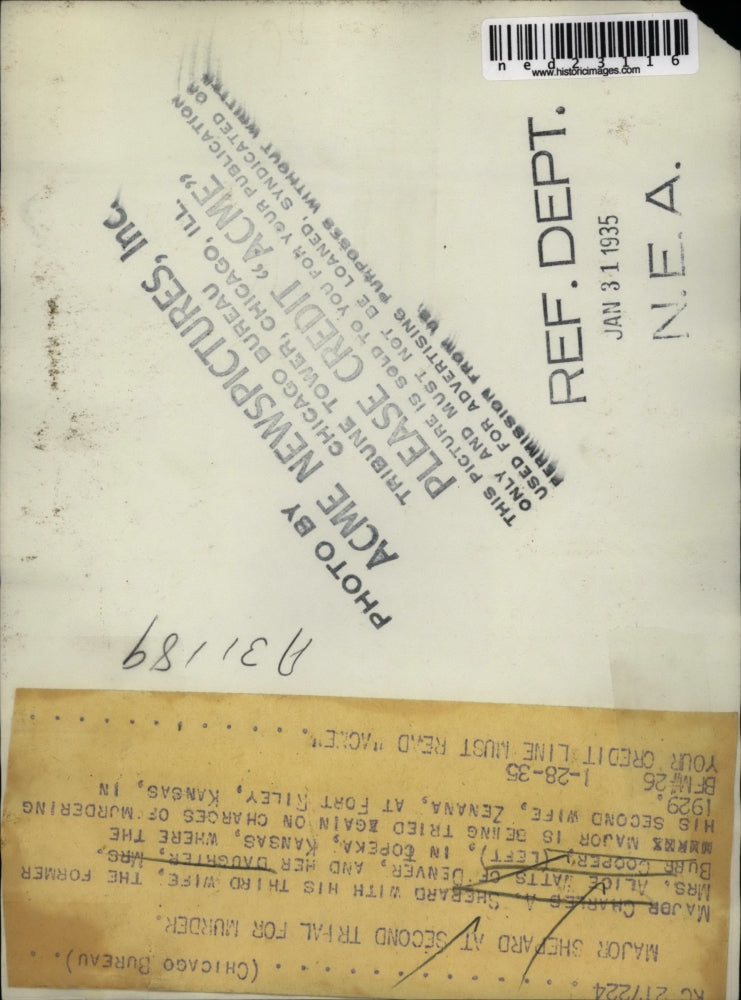 ned23116
www.historicimages.com
REF. DEPT.
JAN 31 1935
N.E.A.
PHOTO BY
ACME NEWSPICTURES, Inc.
CHICAGO BUREAU
TRIBUNE TOWER, CHICAGO, ILL.
PLEASE CREDIT "ACME"
THIS PICTURE IS SOLD TO YOU FOR YOUR PUBLICATION
ONLY AND MUST NOT BE LOANED, SYNDICATED OR
USED FOR ADVERTISING PURPOSES WITHOUT WRITTEN
PERMISSION FROM US.
A31189
KC 217224 . . . . . . . . . . . . (CHICAGO BUREAU) . .
MAJOR SHEPARD AT SECOND TRIAL FOR MURDER.
MAJOR CHARLES A. SHEPARD WITH HIS THIRD WIFE, THE FORMER
MRS. ALICE WATTS OF DENVER, AND HER DAUGHTER, MRS.
BURF COOPER, (LEFT), IN TOPEKA, KANSAS, WHERE THE
MAJOR IS BEING TRIED AGAIN ON CHARGES OF MURDERING
HIS SECOND WIFE, ZENANA, AT FORT RILEY, KANSAS, IN
1929.
BFM#26 1-28-35
YOUR CREDIT LINE MUST READ "ACME"